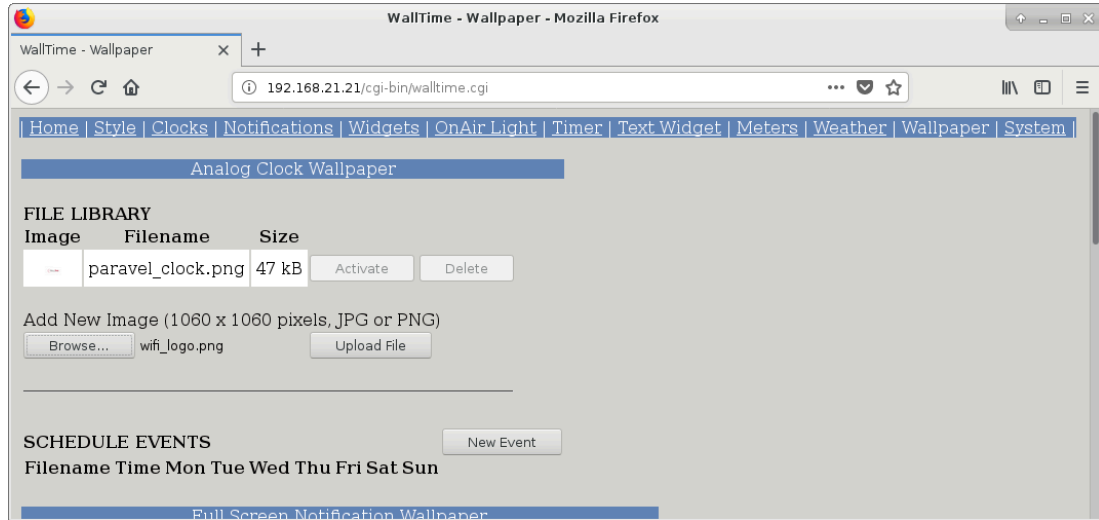 WallTime - Wallpaper - Mozilla Firefox
WallTime - Wallpaper
192.168.21.21/cgi-bin/walltime.cgi
| Home | Style | Clocks | Notifications | Widgets | OnAir Light | Timer | Text Widget | Meters | Weather | Wallpaper | System |
Analog Clock Wallpaper
FILE LIBRARY
Image Filename Size
paravel_clock.png 47 kB Activate Delete
Add New Image (1060 x 1060 pixels, JPG or PNG)
Browse... wifi_logo.png Upload File
SCHEDULE EVENTS New Event
Filename Time Mon Tue Wed Thu Fri Sat Sun
Full Screen Notification Wallpaper